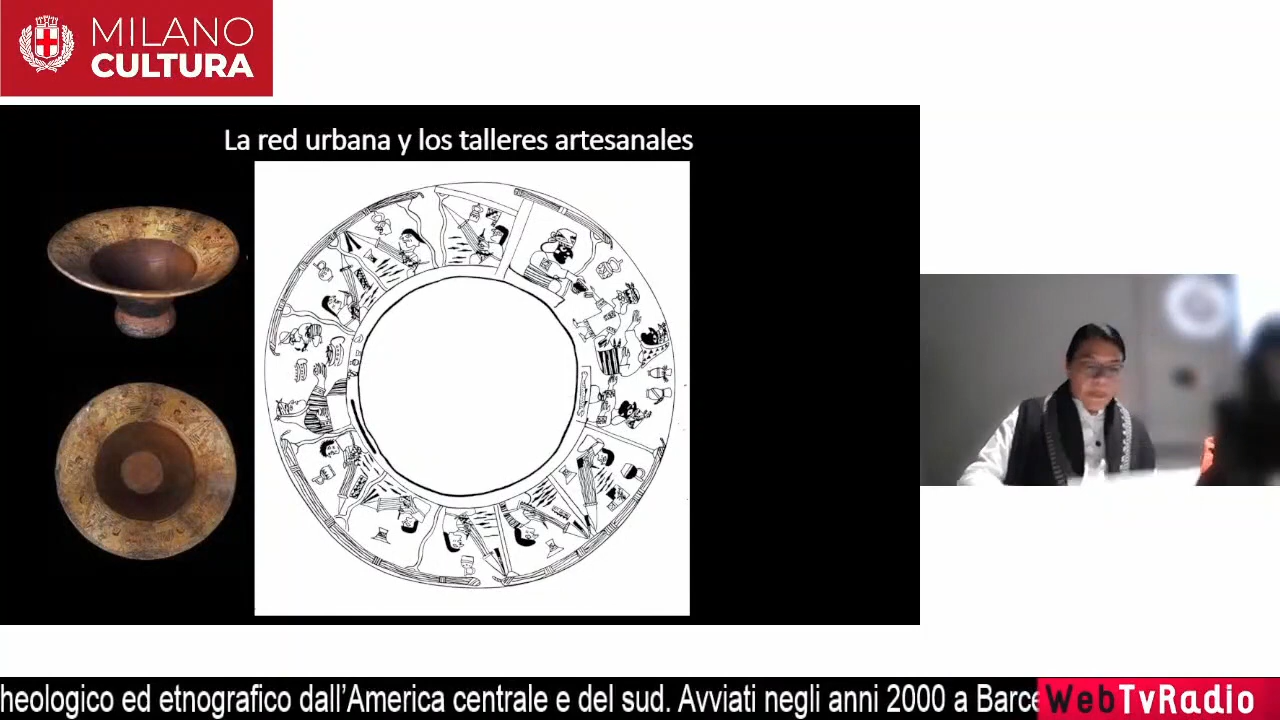 MILANO
CULTURA
La red urbana y los talleres artesanales
heologico ed etnografico dall'America centrale e del sud. Avviati negli anni 2000 a Barce
WebTvRadio